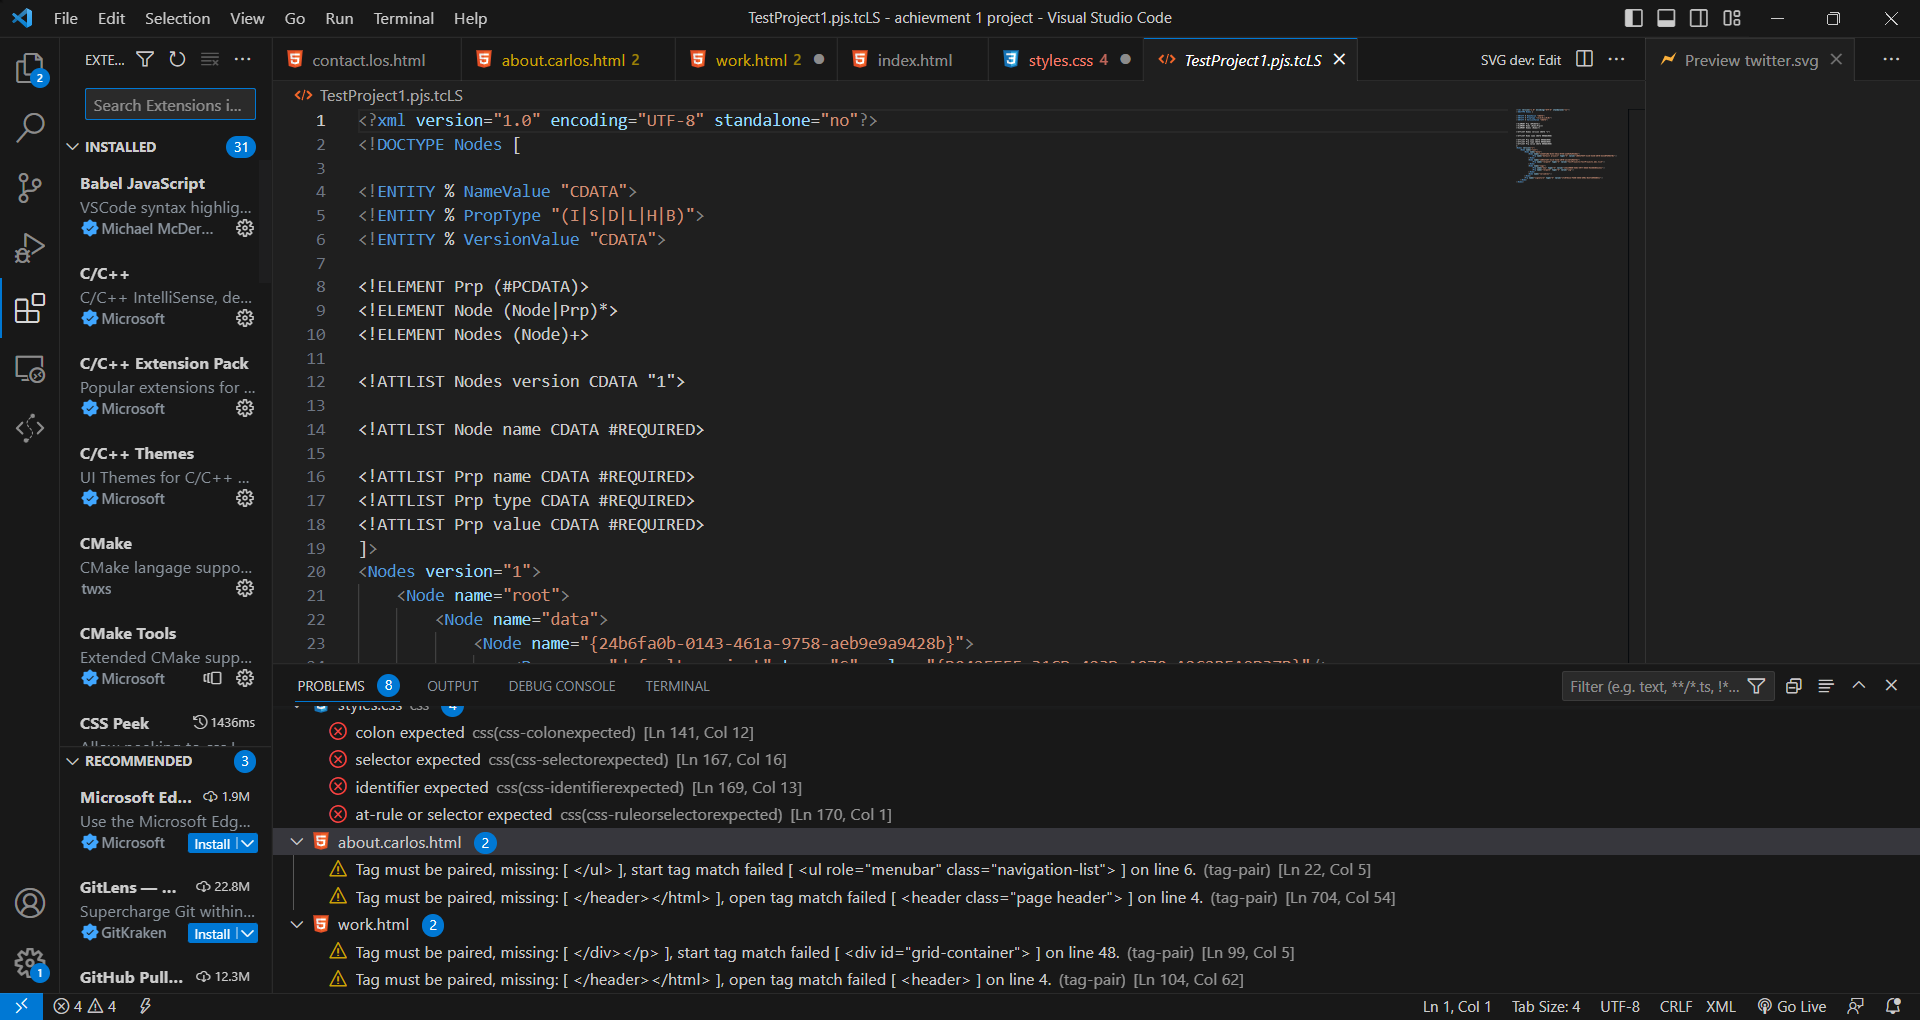 File Edit Selection View Go Run Terminal Help
TestProject1.pjs.tcLS - achievment 1 project - Visual Studio Code
EXTE...
contact.los.html
about.carlos.html 2
work.html 2
index.html
styles.css 4
TestProject1.pjs.tcLS
SVG dev: Edit
Preview twitter.svg
2
Search Extensions i...
INSTALLED 31
Babel JavaScript
VSCode syntax highlig...
Michael McDer...
C/C++
C/C++ IntelliSense, de...
Microsoft
C/C++ Extension Pack
Popular extensions for ...
Microsoft
C/C++ Themes
UI Themes for C/C++ ...
Microsoft
CMake
CMake langage suppo...
twxs
CMake Tools
Extended CMake supp...
Microsoft
CSS Peek 1436ms
RECOMMENDED 3
Microsoft Ed... 1.9M
Use the Microsoft Edg...
Microsoft Install
GitLens — ... 22.8M
Supercharge Git within...
GitKraken Install
GitHub Pull... 12.3M
1
TestProject1.pjs.tcLS
1 <?xml version="1.0" encoding="UTF-8" standalone="no"?>
2 <!DOCTYPE Nodes [
3
4 <!ENTITY % NameValue "CDATA">
5 <!ENTITY % PropType "(I|S|D|L|H|B)">
6 <!ENTITY % VersionValue "CDATA">
7
8 <!ELEMENT Prp (#PCDATA)>
9 <!ELEMENT Node (Node|Prp)*>
10 <!ELEMENT Nodes (Node)+>
11
12 <!ATTLIST Nodes version CDATA "1">
13
14 <!ATTLIST Node name CDATA #REQUIRED>
15
16 <!ATTLIST Prp name CDATA #REQUIRED>
17 <!ATTLIST Prp type CDATA #REQUIRED>
18 <!ATTLIST Prp value CDATA #REQUIRED>
19 ]>
20 <Nodes version="1">
21 <Node name="root">
22 <Node name="data">
23 <Node name="{24b6fa0b-0143-461a-9758-aeb9e9a9428b}">
PROBLEMS 8 OUTPUT DEBUG CONSOLE TERMINAL
Filter (e.g. text, **/*.ts, !*...
styles.css css 4
colon expected css(css-colonexpected) [Ln 141, Col 12]
selector expected css(css-selectorexpected) [Ln 167, Col 16]
identifier expected css(css-identifierexpected) [Ln 169, Col 13]
at-rule or selector expected css(css-ruleorselectorexpected) [Ln 170, Col 1]
about.carlos.html 2
Tag must be paired, missing: [ </ul> ], start tag match failed [ <ul role="menubar" class="navigation-list"> ] on line 6. (tag-pair) [Ln 22, Col 5]
Tag must be paired, missing: [ </header></html> ], open tag match failed [ <header class="page header"> ] on line 4. (tag-pair) [Ln 704, Col 54]
work.html 2
Tag must be paired, missing: [ </div></p> ], start tag match failed [ <div id="grid-container"> ] on line 48. (tag-pair) [Ln 99, Col 5]
Tag must be paired, missing: [ </header></html> ], open tag match failed [ <header> ] on line 4. (tag-pair) [Ln 104, Col 62]
4 4
Ln 1, Col 1 Tab Size: 4 UTF-8 CRLF XML Go Live